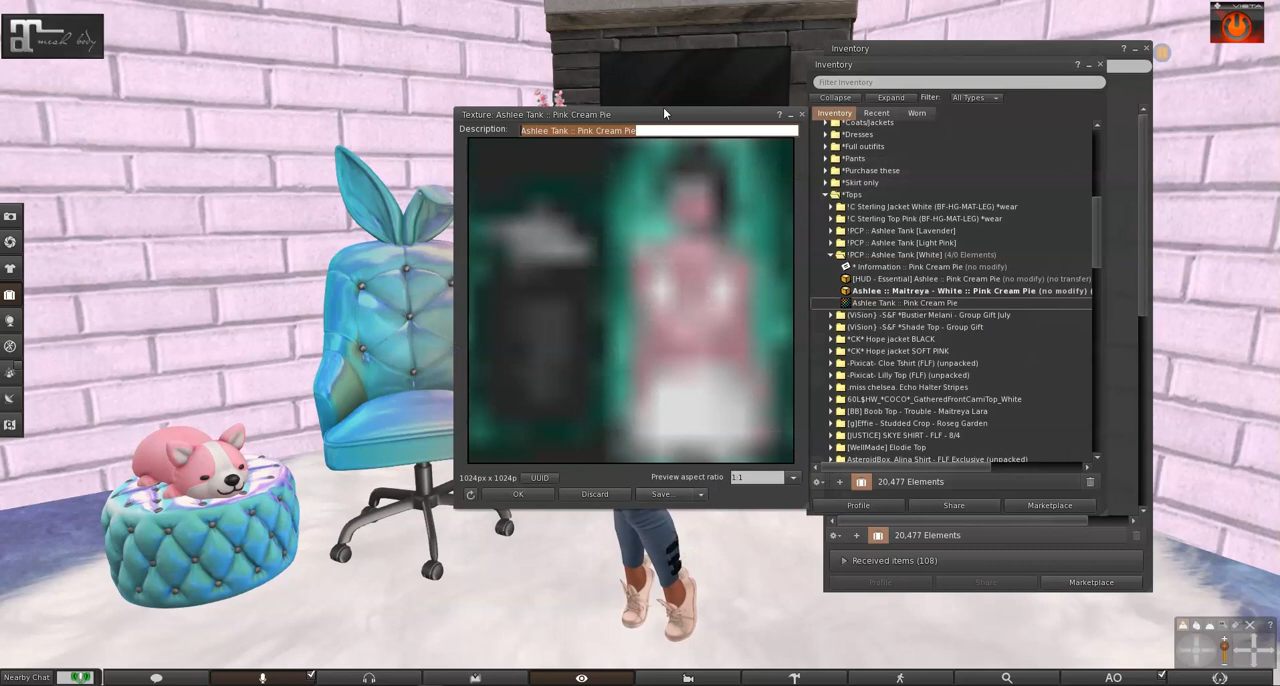 mesh body
VISTA
Inventory
Inventory
Filter Inventory
Collapse Expand Filter: All Types
Inventory Recent Worn
*Coats/Jackets
*Dresses
*Full outfits
*Pants
*Purchase these
*Skirt only
*Tops
!C Sterling Jacket White (BF-HG-MAT-LEG) *wear
!C Sterling Top Pink (BF-HG-MAT-LEG) *wear
!PCP :: Ashlee Tank [Lavender]
!PCP :: Ashlee Tank [Light Pink]
!PCP :: Ashlee Tank [White] (4/0 Elements)
* Information :: Pink Cream Pie (no modify)
[HUD - Essential] Ashlee :: Pink Cream Pie (no modify) (no transfer)
Ashlee :: Maitreya - White :: Pink Cream Pie (no modify) (
Ashlee Tank :: Pink Cream Pie
(ViSion} -S&F *Bustier Melani - Group Gift July
(ViSion} -S&F *Shade Top - Group Gift
*CK* Hope jacket BLACK
*CK* Hope jacket SOFT PINK
-Pixicat- Cloe Tshirt (FLF) (unpacked)
-Pixicat- Lilly Top (FLF) (unpacked)
.miss chelsea. Echo Halter Stripes
60L$HW_*COCO*_GatheredFrontCamiTop_White
[BB] Boob Top - Trouble - Maitreya Lara
[g]Effie - Studded Crop - Roseg Garden
[JUSTICE] SKYE SHIRT - FLF - 8/4
[WellMade] Elodie Top
AsteroidBox. Alina Shirt - FLF Exclusive (unpacked)
20,477 Elements
Profile Share Marketplace
20,477 Elements
Received items (108)
Profile Share Marketplace
Texture: Ashlee Tank :: Pink Cream Pie
Description: Ashlee Tank :: Pink Cream Pie
1024px x 1024p UUID Preview aspect ratio 1:1
OK Discard Save...
Nearby Chat AO